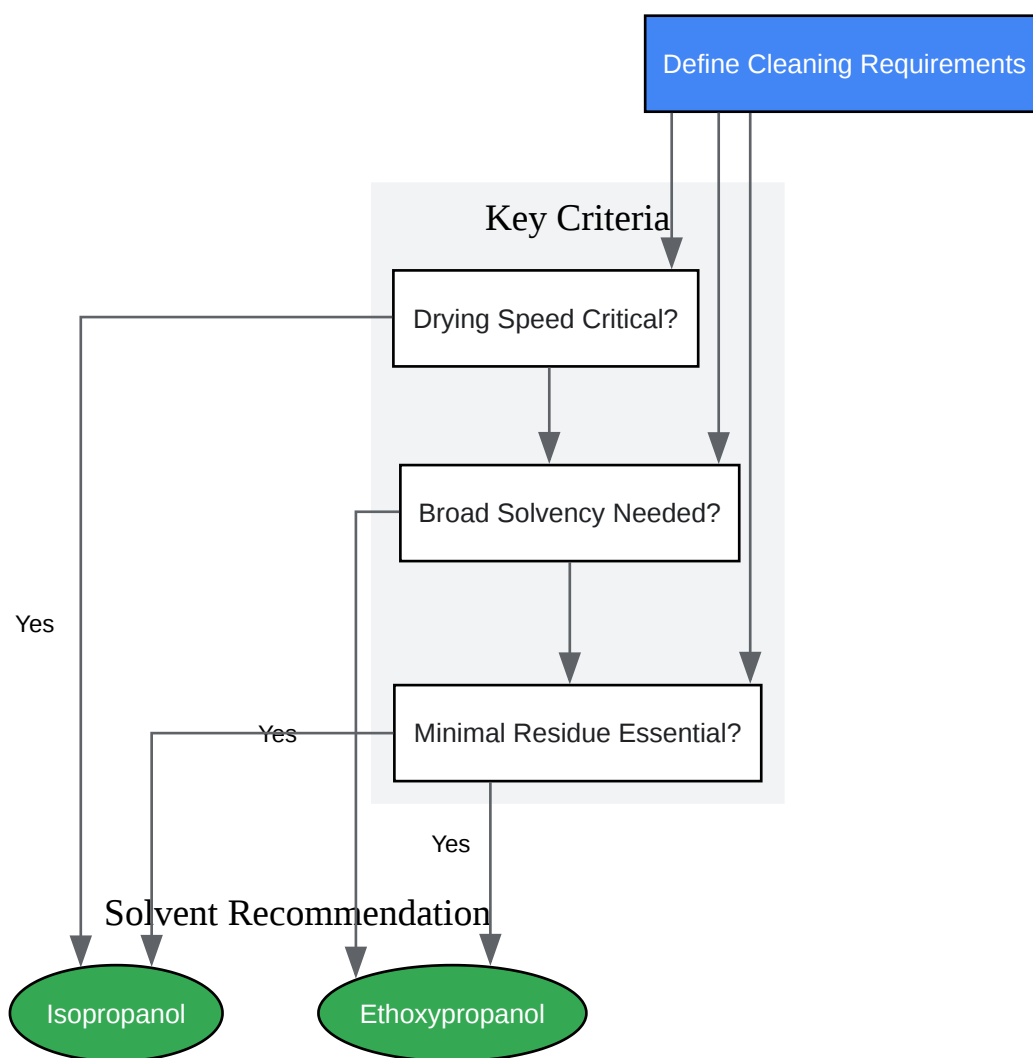 Define Cleaning Requirements
Key Criteria
Drying Speed Critical?
Broad Solvency Needed?
Yes
Minimal Residue Essential?
Yes
Yes
Solvent Recommendation
Isopropanol
Ethoxypropanol